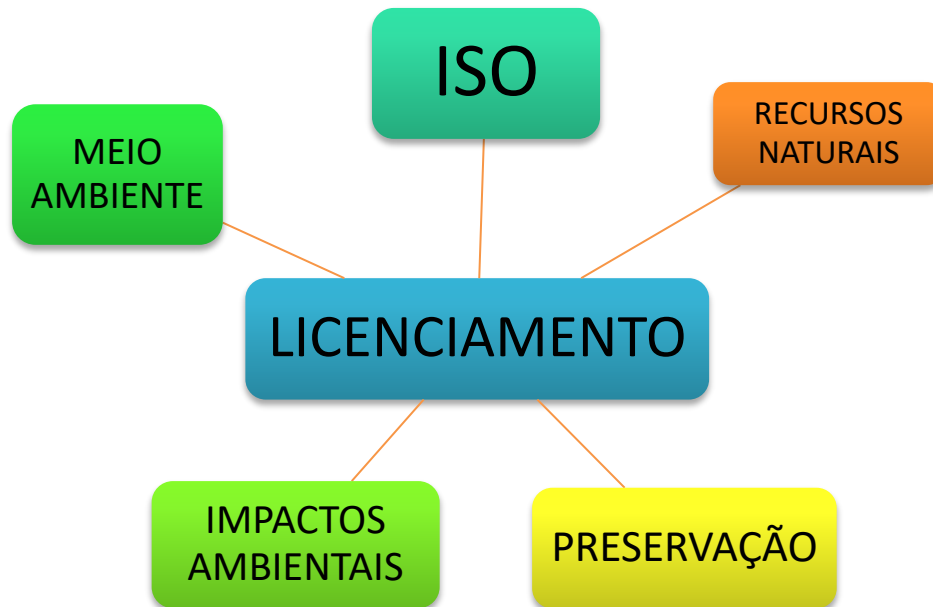 ISO
RECURSOS
NATURAIS
MEIO
AMBIENTE
LICENCIAMENTO
IMPACTOS
AMBIENTAIS
PRESERVAÇÃO